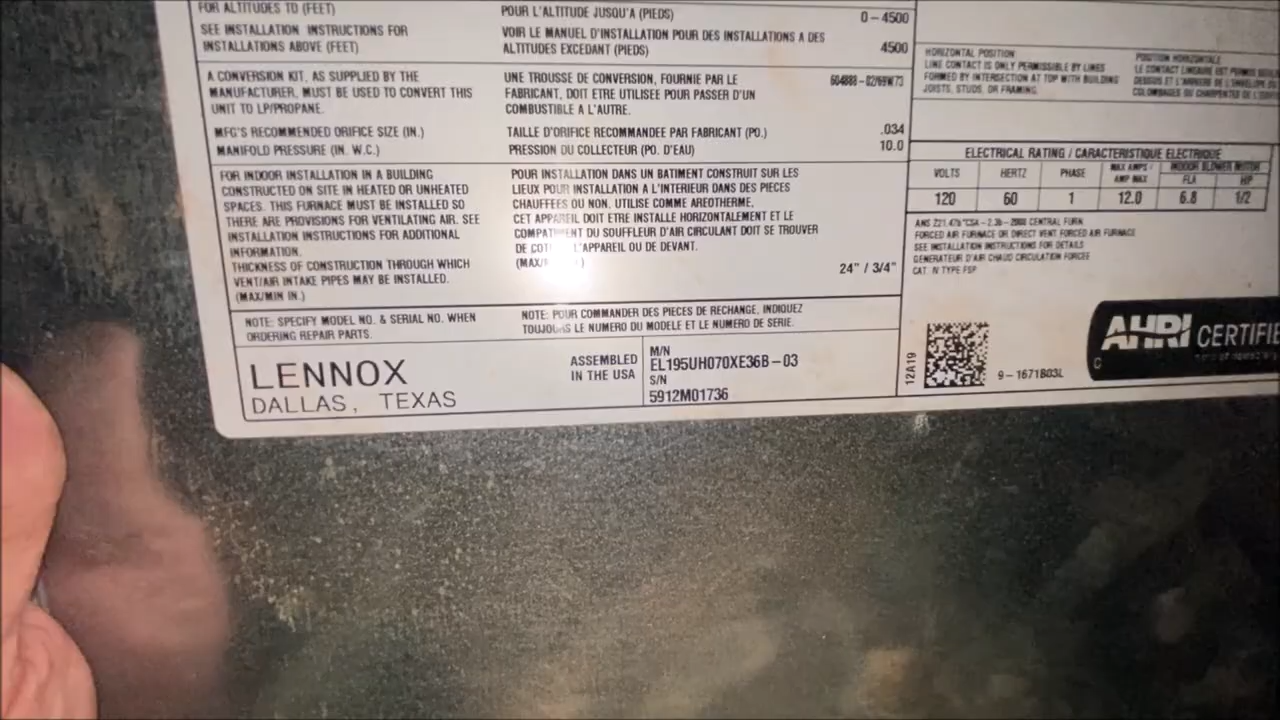 FOR ALTITUDES TO (FEET)
POUR L'ALTITUDE JUSQU'A (PIEDS)
0-4500
SEE INSTALLATION INSTRUCTIONS FOR
INSTALLATIONS ABOVE (FEET)
VOIR LE MANUEL D'INSTALLATION POUR DES INSTALLATIONS A DES
ALTITUDES EXCEDANT (PIEDS)
4500
A CONVERSION KIT, AS SUPPLIED BY THE
MANUFACTURER, MUST BE USED TO CONVERT THIS
UNIT TO LP/PROPANE.
UNE TROUSSE DE CONVERSION, FOURNIE PAR LE
FABRICANT, DOIT ETRE UTILISEE POUR PASSER D'UN
COMBUSTIBLE A L'AUTRE.
MFG'S RECOMMENDED ORIFICE SIZE (IN.)
TAILLE D'ORIFICE RECOMMANDEE PAR FABRICANT (PO.)
.034
MANIFOLD PRESSURE (IN. W.C.)
PRESSION DU COLLECTEUR (PO. D'EAU)
10.0
FOR INDOOR INSTALLATION IN A BUILDING
CONSTRUCTED ON SITE IN HEATED OR UNHEATED
SPACES. THIS FURNACE MUST BE INSTALLED SO
THERE ARE PROVISIONS FOR VENTILATING AIR. SEE
INSTALLATION INSTRUCTIONS FOR ADDITIONAL
INFORMATION.
THICKNESS OF CONSTRUCTION THROUGH WHICH
VENT/AIR INTAKE PIPES MAY BE INSTALLED.
(MAX/MIN IN.)
POUR INSTALLATION DANS UN BATIMENT CONSTRUIT SUR LES
LIEUX POUR INSTALLATION A L'INTERIEUR DANS DES PIECES
CHAUFFEES OU NON. UTILISE COMME AREOTHERME,
CET APPAREIL DOIT ETRE INSTALLE HORIZONTALEMENT ET LE
COMPARTIMENT DU SOUFFLEUR D'AIR CIRCULANT DOIT SE TROUVER
DE COTE L'APPAREIL OU DE DEVANT.
24" / 3/4"
NOTE: SPECIFY MODEL NO. & SERIAL NO. WHEN
ORDERING REPAIR PARTS.
NOTE: POUR COMMANDER DES PIECES DE RECHANGE, INDIQUEZ
TOUJOURS LE NUMERO DU MODELE ET LE NUMERO DE SERIE.
LENNOX
DALLAS, TEXAS
ASSEMBLED
IN THE USA
M/N
EL195UH070XE36B-03
S/N
5912M01736
HORIZONTAL POSITION
LINE CONTACT IS ONLY PERMISSIBLE BY LINES
FORMED BY INTERSECTION AT TOP WITH BUILDING
JOISTS, STUDS, OR FRAMING.
POSITION HORIZONTALE
ELECTRICAL RATING / CARACTERISTIQUE ELECTRIQUE
VOLTS HERTZ PHASE MAX AMPS / AMP MAX INDOOR BLOWER MOTOR
FLA HP
120 60 1 12.0 6.8 1/2
CENTRAL FURN.
FORCED AIR FURNACE OR DIRECT VENT FORCED AIR FURNACE
SEE INSTALLATION INSTRUCTIONS FOR DETAILS
GENERATEUR D'AIR CHAUD CIRCULATION FORCEE
CAT. IV TYPE FSP
12A19
9-1671803L
C
AHRI CERTIFIE